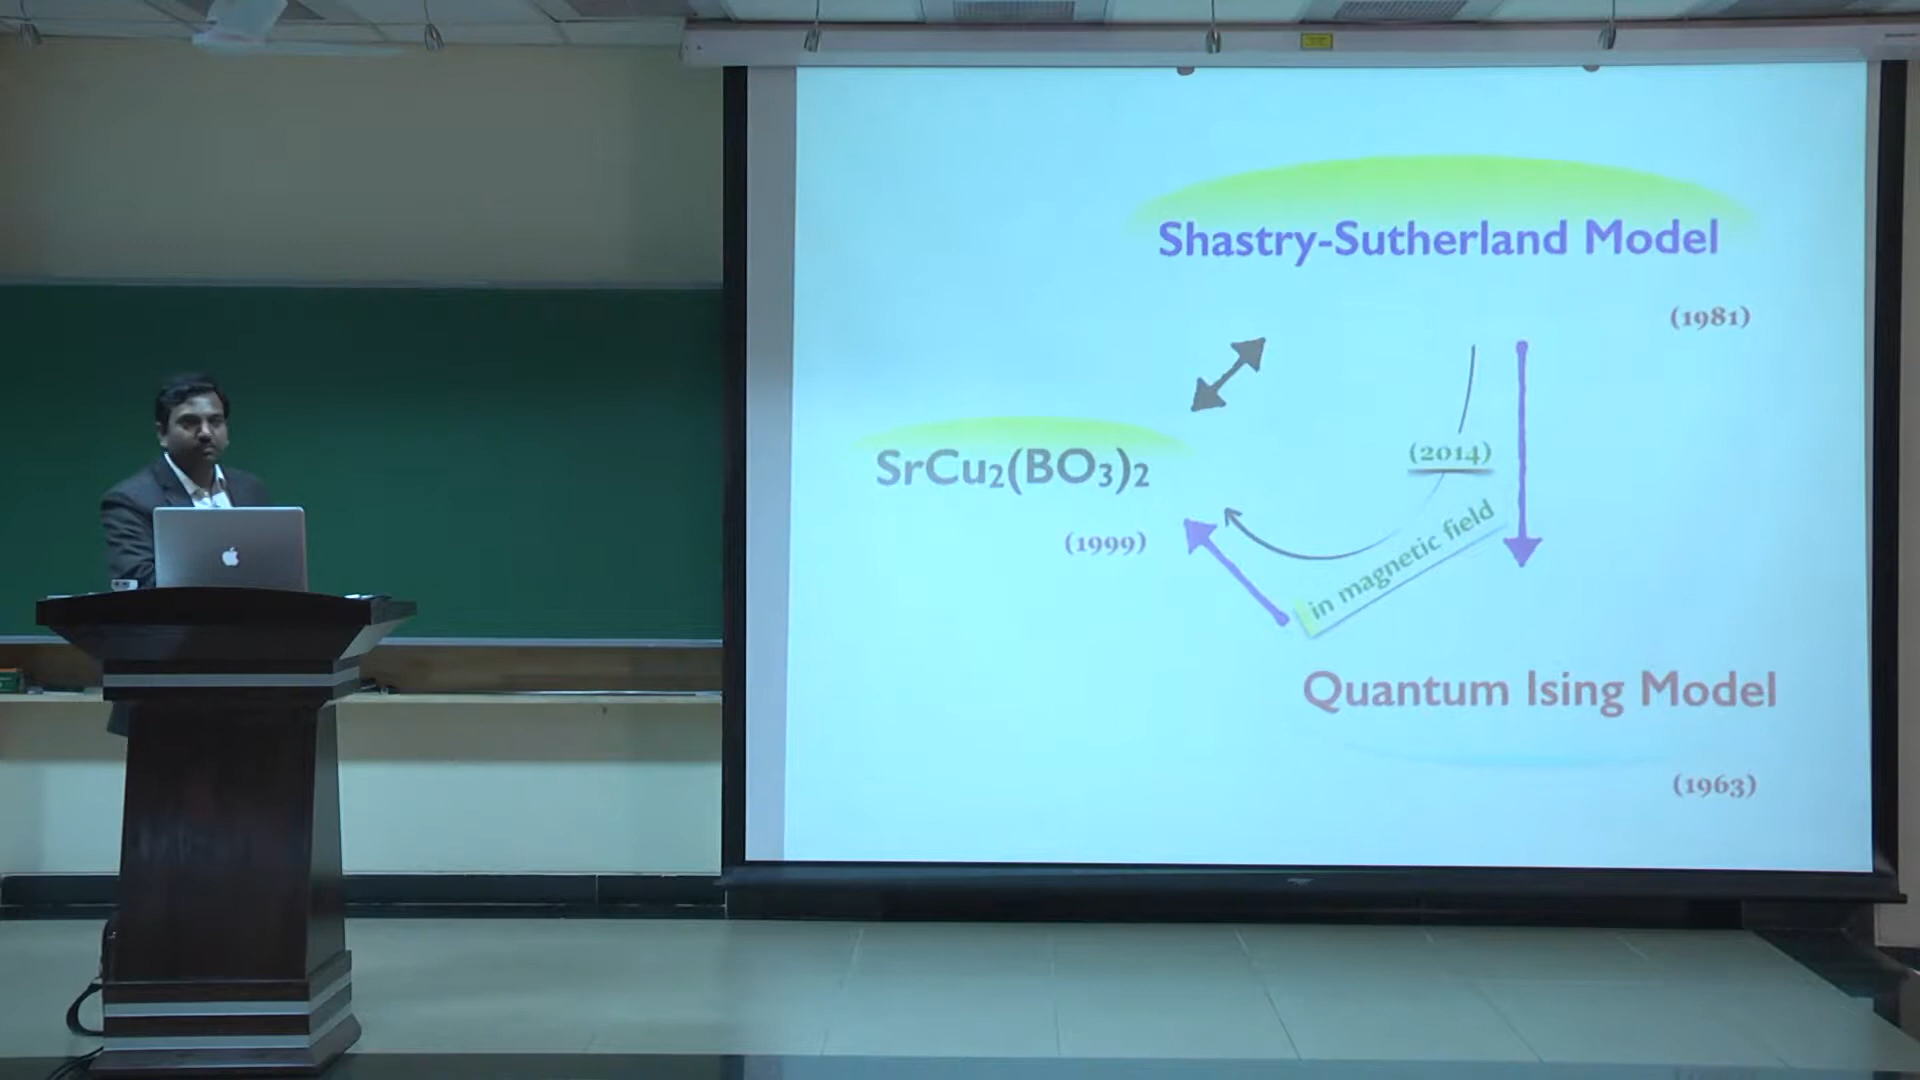 Shastry-Sutherland Model
(1981)
SrCu₂(BO₃)₂
(2014)
in magnetic field
(1999)
Quantum Ising Model
(1963)